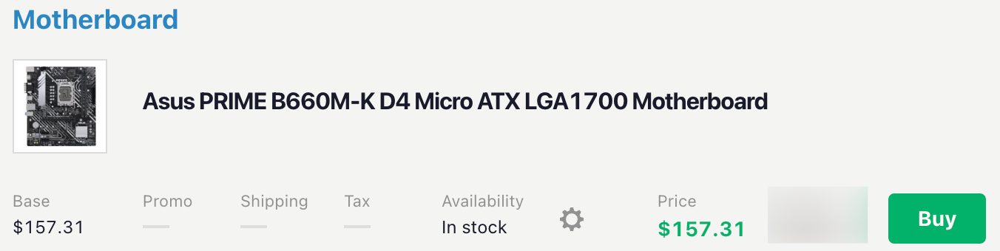 Motherboard
Asus PRIME B660M-K D4 Micro ATX LGA1700 Motherboard
Base Promo Shipping Tax Availability Price
$157.31 — — — In stock $157.31 Buy